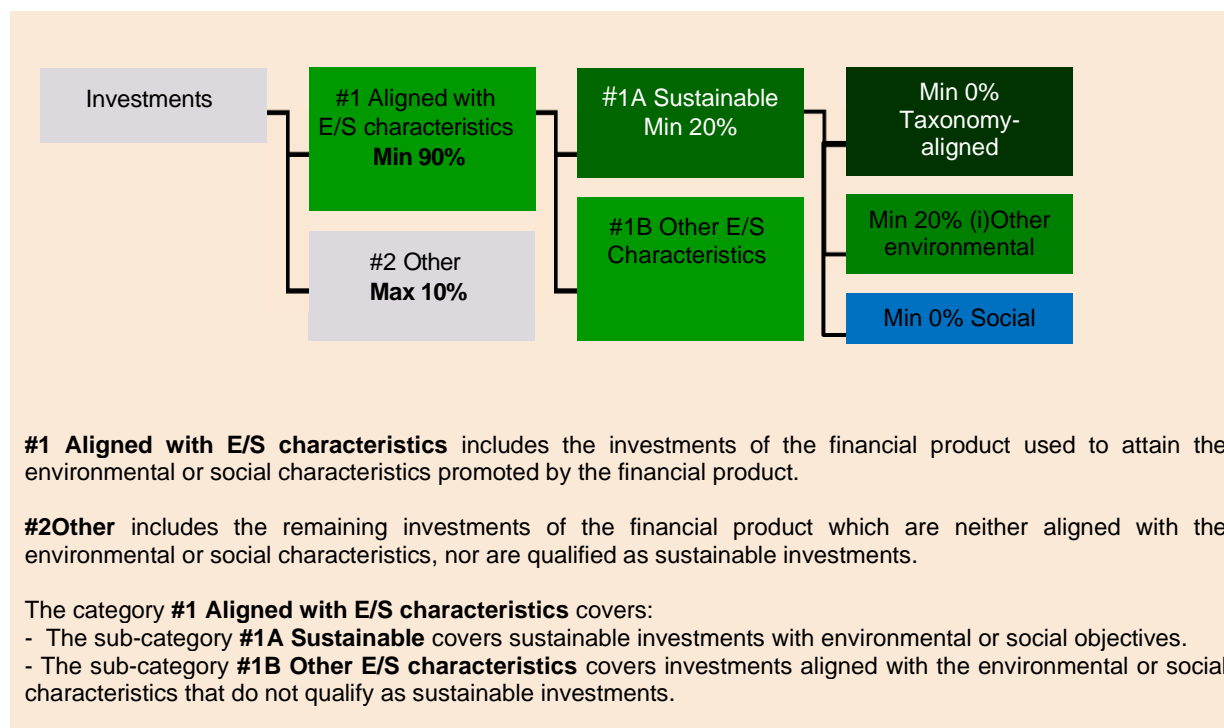 Investments
#1 Aligned with
E/S characteristics
Min 90%
#2 Other
Max 10%
#1A Sustainable
Min 20%
#1B Other E/S
Characteristics
Min 0%
Taxonomy-
aligned
Min 20% (i)Other
environmental
Min 0% Social
#1 Aligned with E/S characteristics includes the investments of the financial product used to attain the
environmental or social characteristics promoted by the financial product.
#2Other includes the remaining investments of the financial product which are neither aligned with the
environmental or social characteristics, nor are qualified as sustainable investments.
The category #1 Aligned with E/S characteristics covers:
- The sub-category #1A Sustainable covers sustainable investments with environmental or social objectives.
- The sub-category #1B Other E/S characteristics covers investments aligned with the environmental or social
characteristics that do not qualify as sustainable investments.